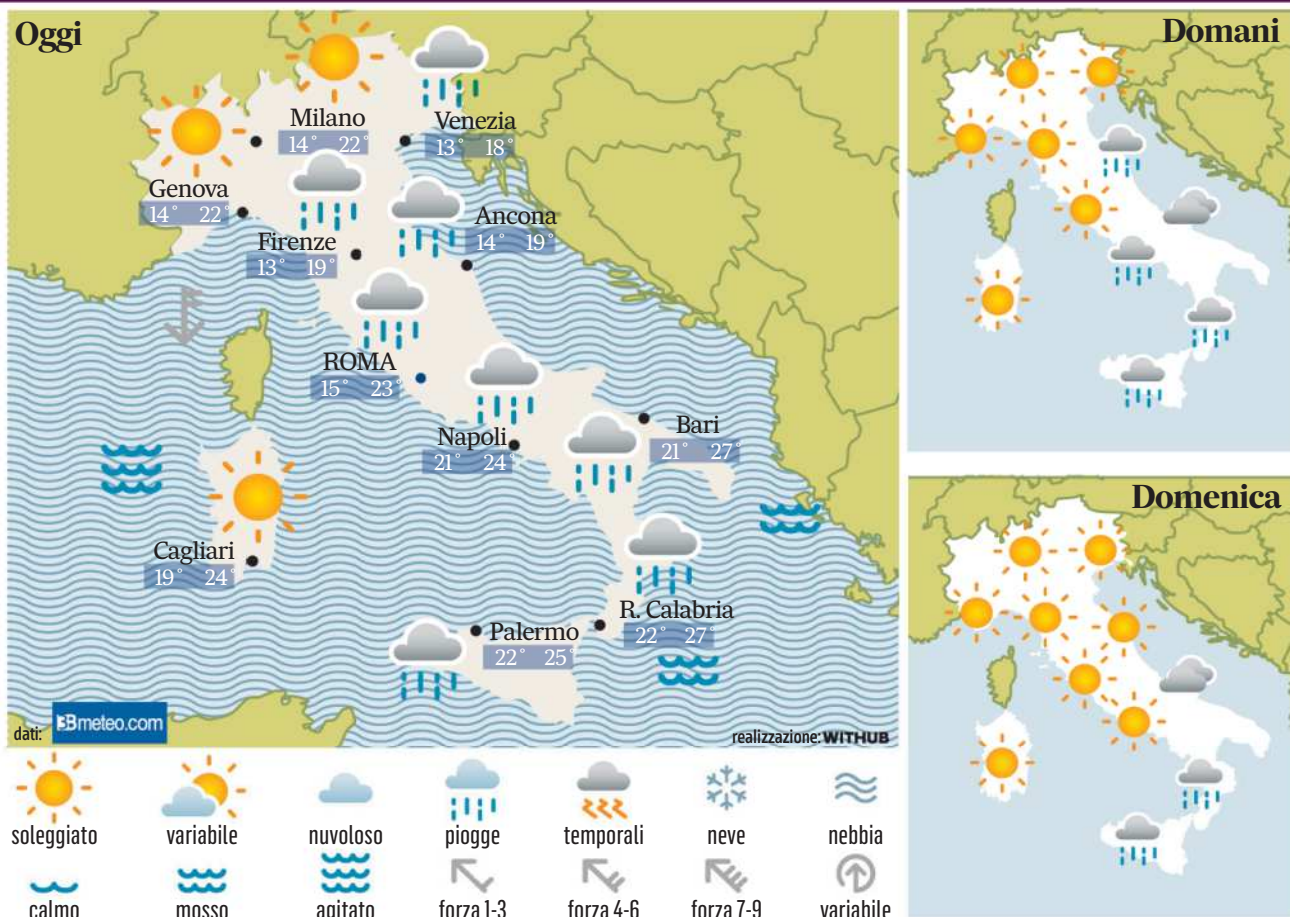 Oggi
Milano
14° 22°
Venezia
13° 18°
Genova
14° 22°
Firenze
13° 19°
Ancona
14° 19°
ROMA
15° 23°
Napoli
21° 24°
Bari
21° 27°
Cagliari
19° 24°
Palermo
22° 25°
R. Calabria
22° 27°
dati: 3Bmeteo.com
realizzazione: WITHUB
Domani
Domenica
soleggiato variabile nuvoloso piogge temporali neve nebbia
calmo mosso agitato forza 1-3 forza 4-6 forza 7-9 variabile